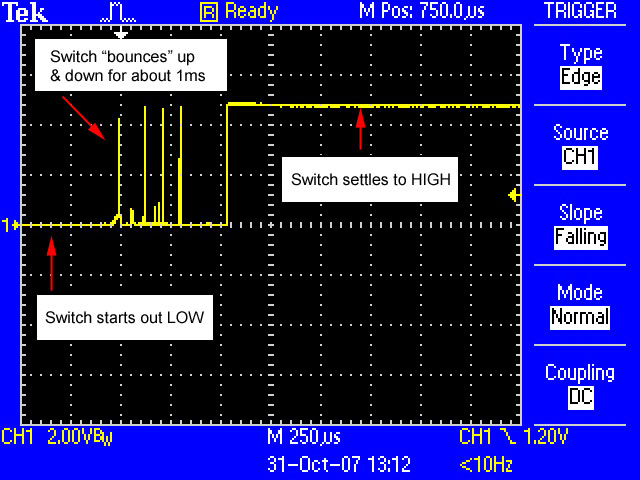 Tek
R Ready
M Pos: 750.0µs
TRIGGER
Switch “bounces” up
& down for about 1ms
Type
Edge
Source
CH1
Switch settles to HIGH
Slope
Falling
1
Switch starts out LOW
Mode
Normal
Coupling
DC
CH1 2.00VBW
M 250µs
CH1 1.20V
31-Oct-07 13:12
<10Hz